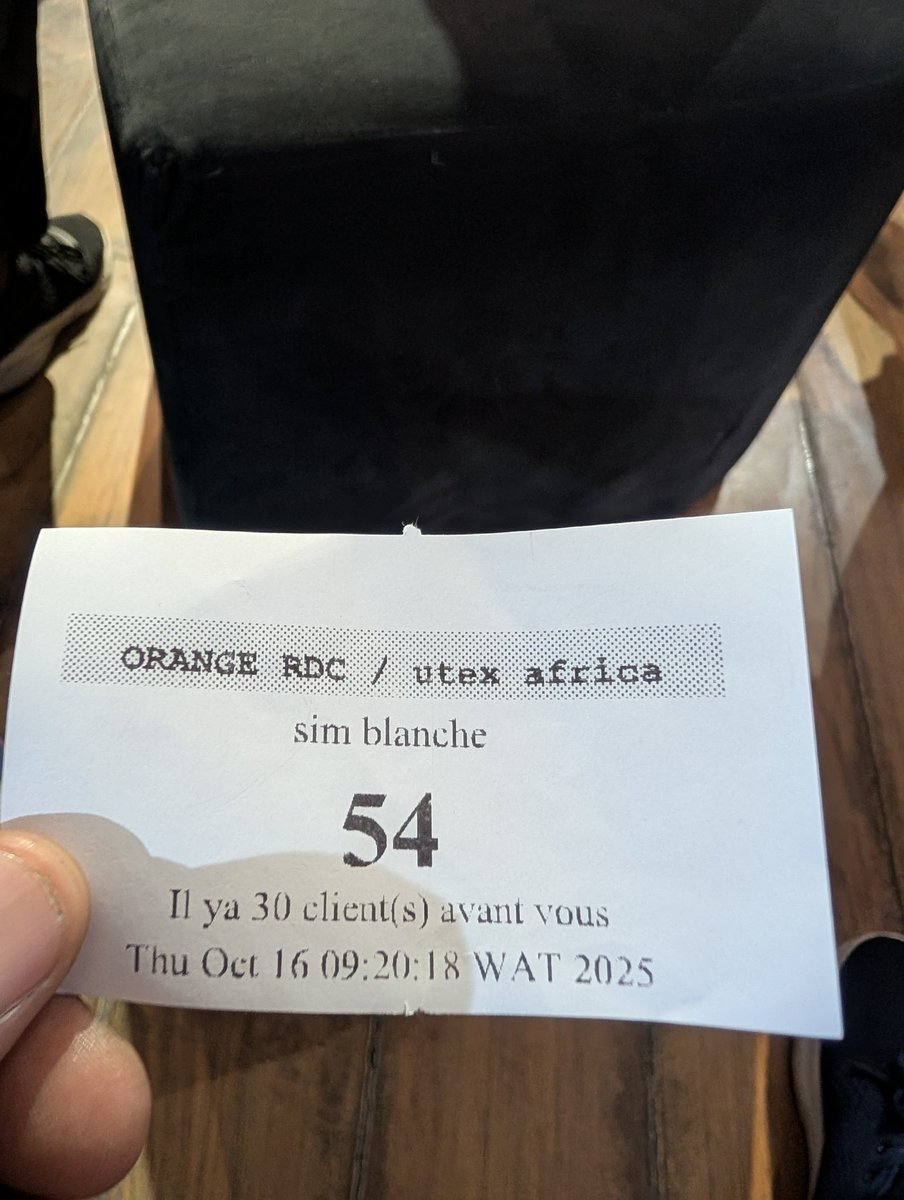 ORANGE RDC / utex africa
sim blanche
54
Il ya 30 client(s) avant vous
Thu Oct 16 09:20:18 WAT 2025